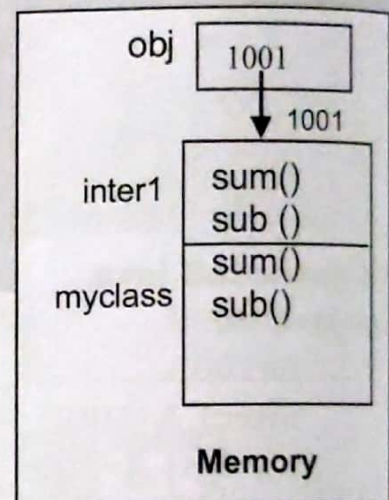 obj 1001
1001
inter1 sum()
sub ()
sum()
myclass sub()
Memory